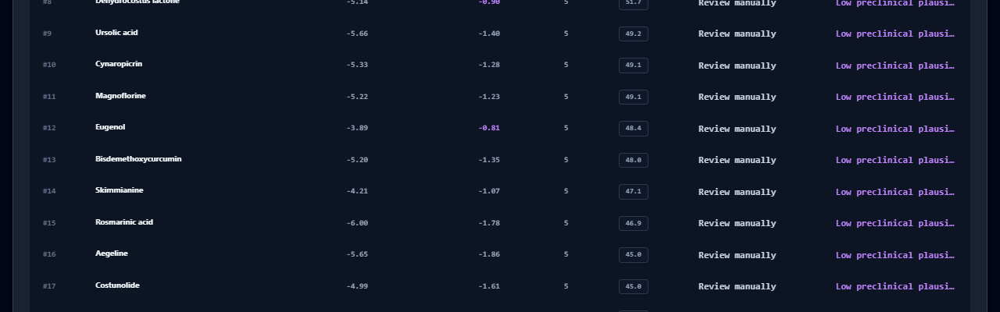 #8 Dehydrocostus lactone -5.14 -0.90 5 51.7 Review manually Low preclinical plausi…
#9 Ursolic acid -5.66 -1.40 5 49.2 Review manually Low preclinical plausi…
#10 Cynaropicrin -5.33 -1.28 5 49.1 Review manually Low preclinical plausi…
#11 Magnoflorine -5.22 -1.23 5 49.1 Review manually Low preclinical plausi…
#12 Eugenol -3.89 -0.81 5 48.4 Review manually Low preclinical plausi…
#13 Bisdemethoxycurcumin -5.20 -1.35 5 48.0 Review manually Low preclinical plausi…
#14 Skimmianine -4.21 -1.07 5 47.1 Review manually Low preclinical plausi…
#15 Rosmarinic acid -6.00 -1.78 5 46.9 Review manually Low preclinical plausi…
#16 Aegeline -5.65 -1.86 5 45.0 Review manually Low preclinical plausi…
#17 Costunolide -4.99 -1.61 5 45.0 Review manually Low preclinical plausi…